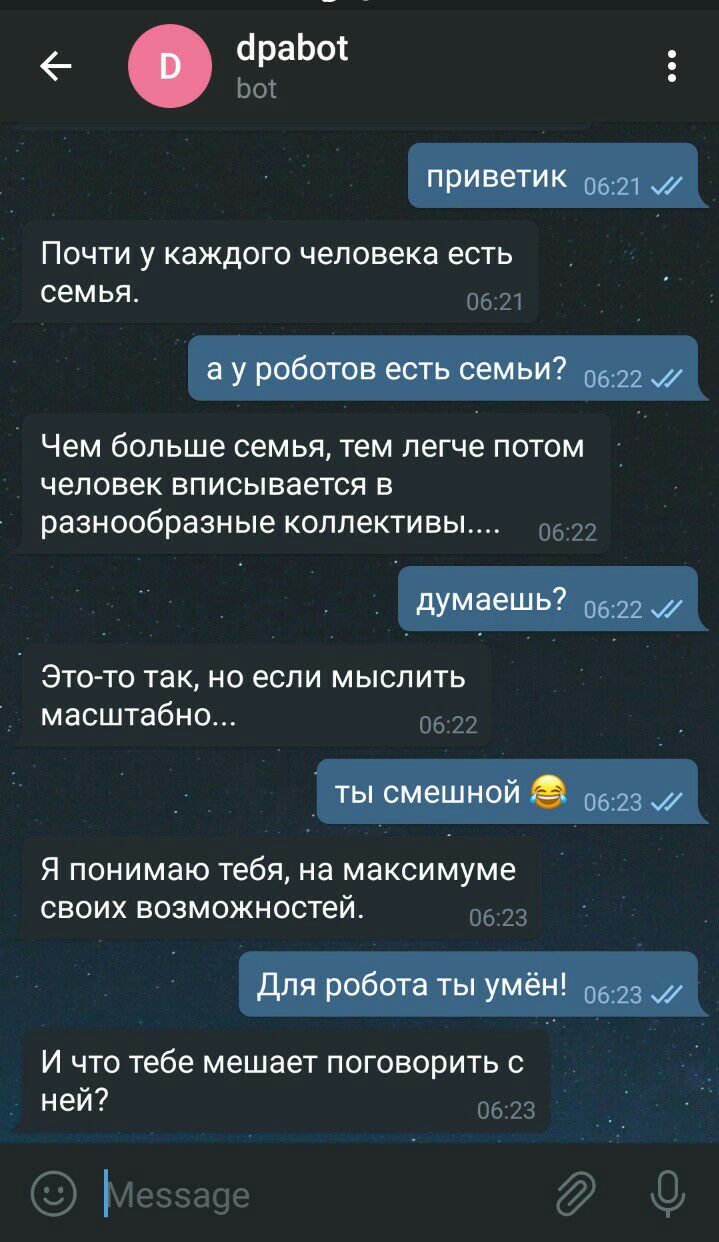 dpabot
D
bot
приветик 06:21
Почти у каждого человека есть
семья. 06:21
а у роботов есть семьи? 06:22
Чем больше семья, тем легче потом
человек вписывается в
разнообразные коллективы.... 06:22
думаешь? 06:22
Это-то так, но если мыслить
масштабно... 06:22
ты смешной 😂 06:23
Я понимаю тебя, на максимуме
своих возможностей. 06:23
Для робота ты умён! 06:23
И что тебе мешает поговорить с
ней? 06:23
Message